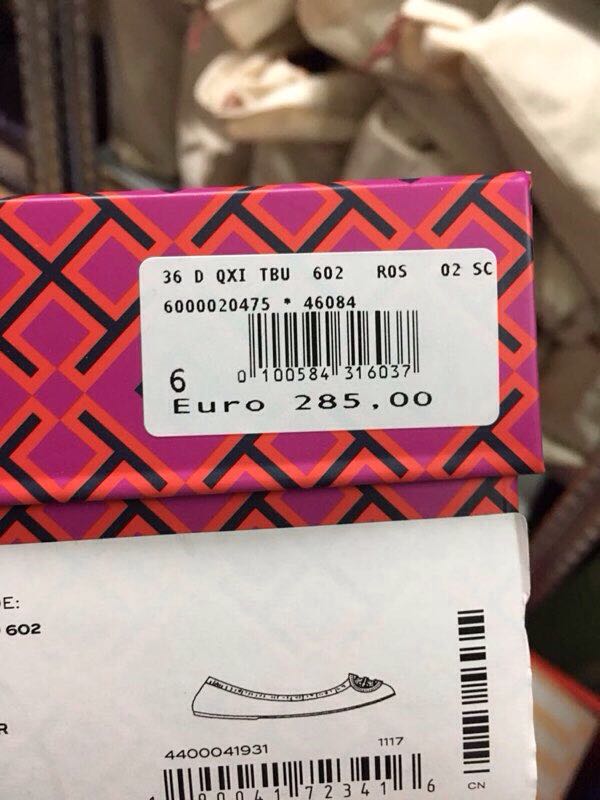 36 D QXI TBU 602 ROS 02 SC
6000020475 * 46084
0 100584 316037
6
Euro 285,00
E:
602
R
4400041931
1117
CN